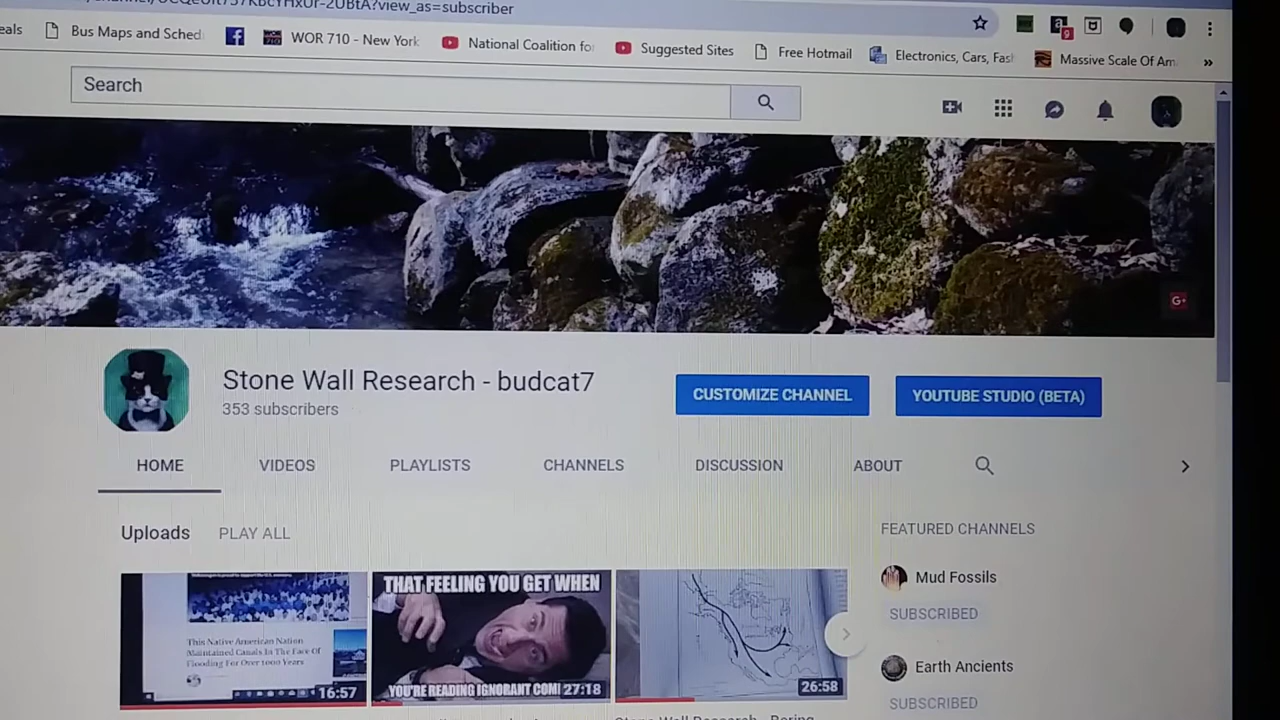 view_as=subscriber
eals
Bus Maps and Sched
WOR 710 - New York
National Coalition fo
Suggested Sites
Free Hotmail
Electronics, Cars, Fas
Massive Scale Of Am
»
9
Search
G+
Stone Wall Research - budcat7
353 subscribers
CUSTOMIZE CHANNEL
YOUTUBE STUDIO (BETA)
HOME
VIDEOS
PLAYLISTS
CHANNELS
DISCUSSION
ABOUT
Uploads
PLAY ALL
FEATURED CHANNELS
Mud Fossils
SUBSCRIBED
Earth Ancients
SUBSCRIBED
This Native American Nation
Maintained Canals In The Face Of
Flooding For Over 1000 Years
16:57
THAT FEELING YOU GET WHEN
YOU'RE READING IGNORANT COM
27:18
26:58
Stone Wall Research - Boring